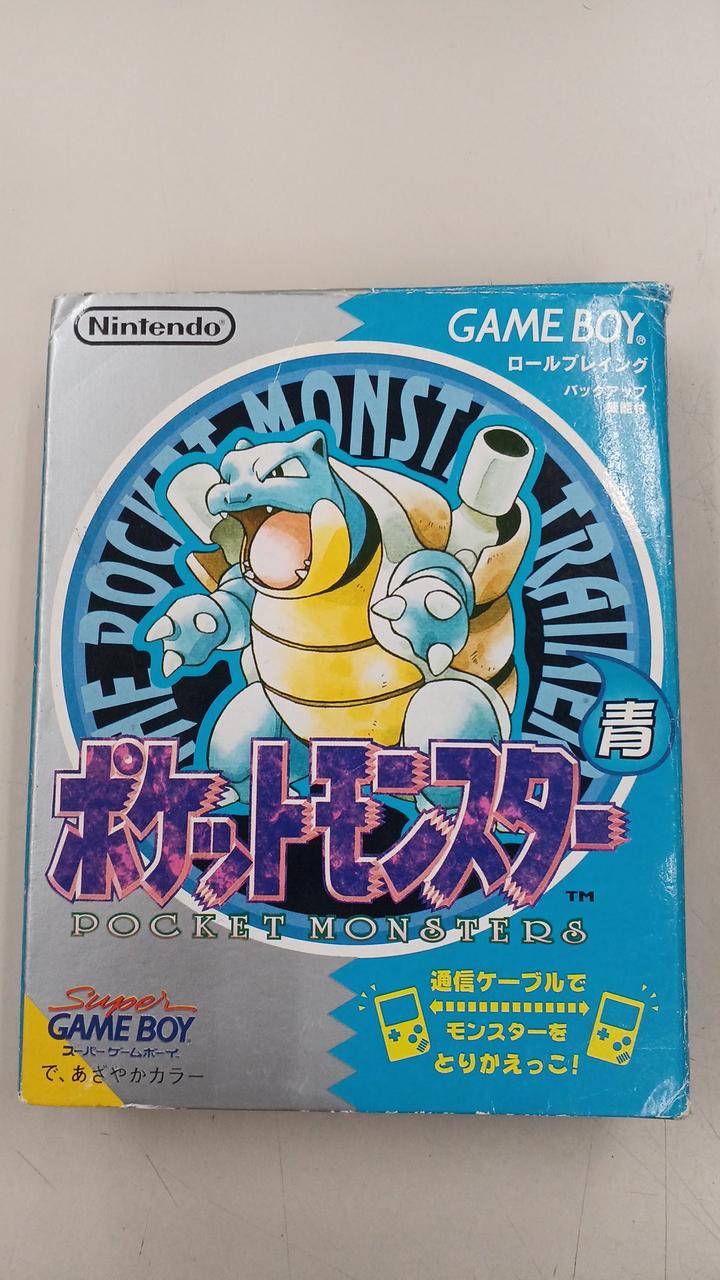 Nintendo®
GAME BOY®
ロールプレイング
バックアップ
機能付
THE POCKET MONSTER TRAINER
青
ポケットモンスター
TM
POCKET MONSTERS
Super
GAME BOY
スーパーゲームボーイ
で、あざやかカラー
通信ケーブルで
モンスターを
とりかえっこ!